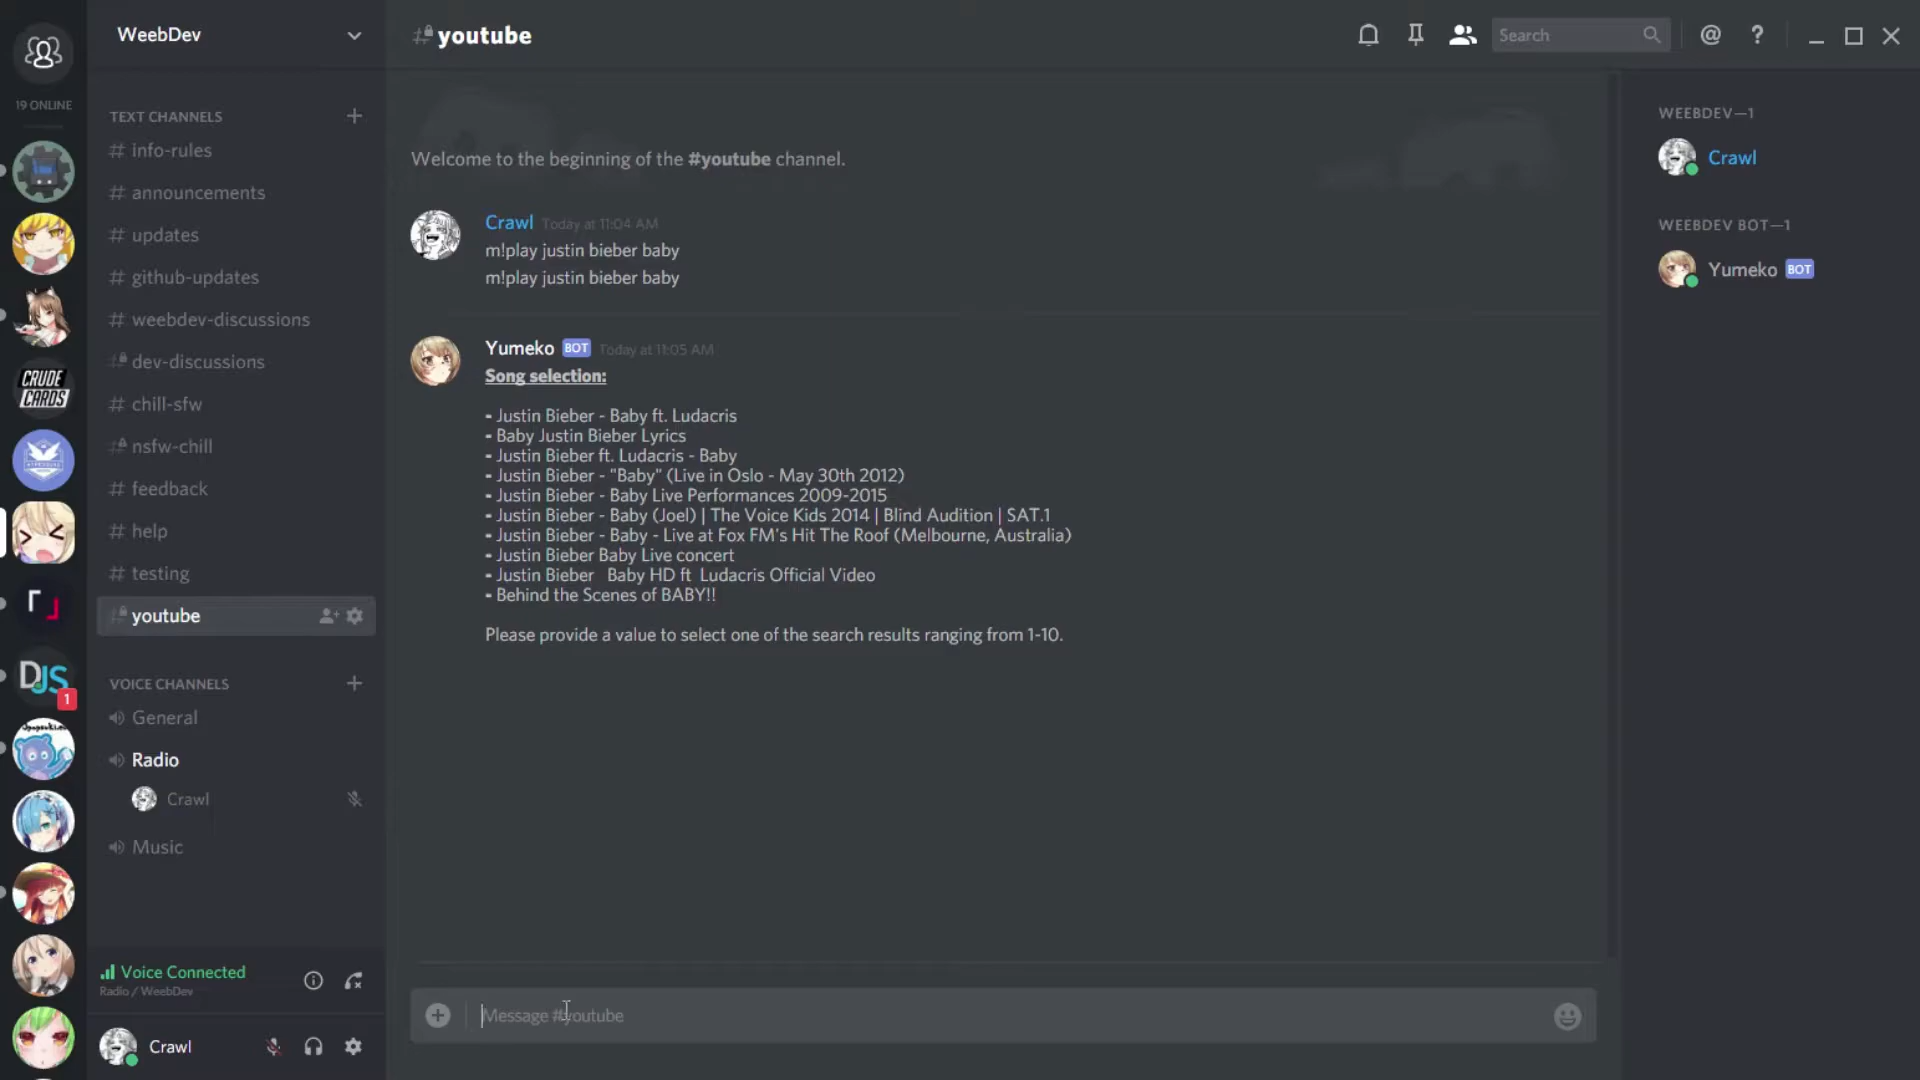 WeebDev
#youtube
Search
@
?
19 ONLINE
TEXT CHANNELS
# info-rules
# announcements
# updates
# github-updates
# weebdev-discussions
# dev-discussions
# chill-sfw
# nsfw-chill
# feedback
# help
# testing
# youtube
VOICE CHANNELS
General
Radio
Crawl
Music
Voice Connected
Radio / WeebDev
Crawl
CRUDE
CARDS
DJS
1
Welcome to the beginning of the #youtube channel.
Crawl Today at 11:04 AM
m!play justin bieber baby
m!play justin bieber baby
Yumeko BOT Today at 11:05 AM
Song selection:
- Justin Bieber - Baby ft. Ludacris
- Baby Justin Bieber Lyrics
- Justin Bieber ft. Ludacris - Baby
- Justin Bieber - "Baby" (Live in Oslo - May 30th 2012)
- Justin Bieber - Baby Live Performances 2009-2015
- Justin Bieber - Baby (Joel) | The Voice Kids 2014 | Blind Audition | SAT.1
- Justin Bieber - Baby - Live at Fox FM's Hit The Roof (Melbourne, Australia)
- Justin Bieber Baby Live concert
- Justin Bieber Baby HD ft Ludacris Official Video
- Behind the Scenes of BABY!!
Please provide a value to select one of the search results ranging from 1-10.
Message #youtube
WEEBDEV—1
Crawl
WEEBDEV BOT—1
Yumeko BOT